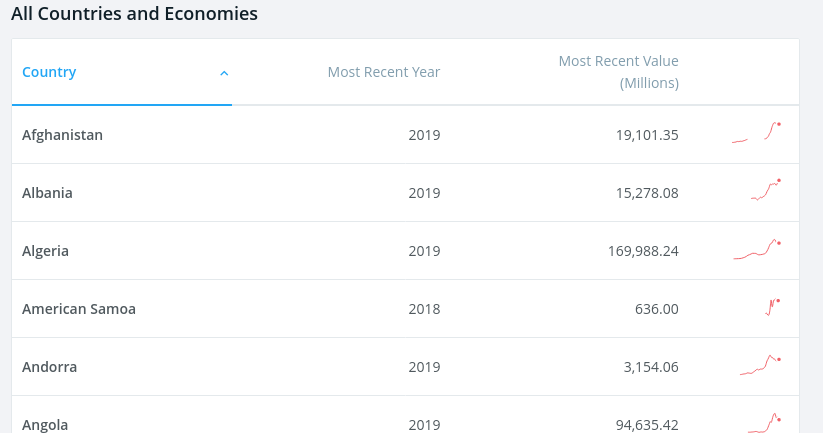 All Countries and Economies
Country Most Recent Year Most Recent Value
(Millions)
Afghanistan 2019 19,101.35
Albania 2019 15,278.08
Algeria 2019 169,988.24
American Samoa 2018 636.00
Andorra 2019 3,154.06
Angola 2019 94,635.42